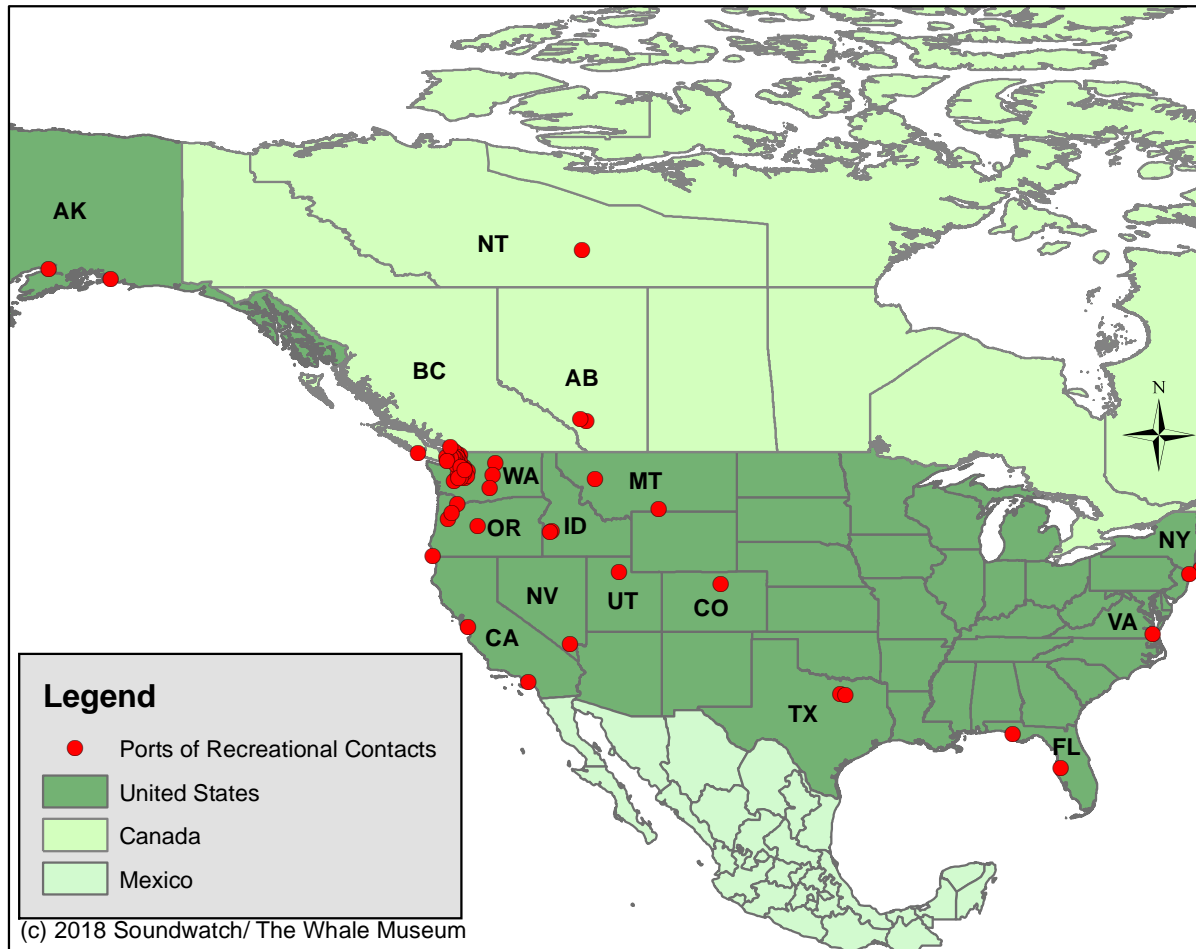 AK
NT
BC
AB
N
WA
MT
OR
ID
NY
NV
UT
CO
VA
CA
TX
FL
Legend
Ports of Recreational Contacts
United States
Canada
Mexico
(c) 2018 Soundwatch/ The Whale Museum